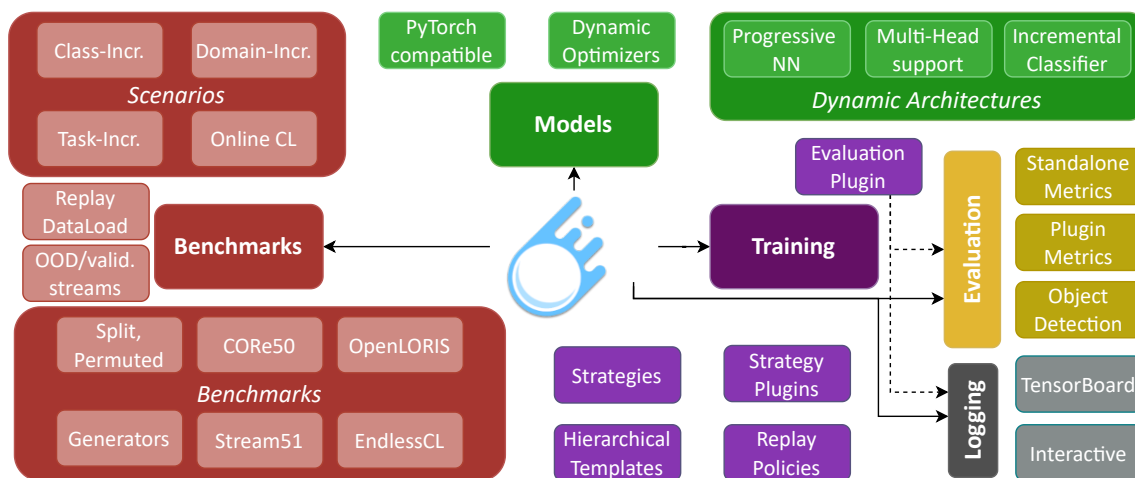 Class-Incr.
Domain-Incr.
Scenarios
Task-Incr.
Online CL
PyTorch
compatible
Dynamic
Optimizers
Models
Progressive
NN
Multi-Head
support
Incremental
Classifier
Dynamic Architectures
Replay
DataLoad
OOD/valid.
streams
Benchmarks
Training
Evaluation
Plugin
Evaluation
Standalone
Metrics
Plugin
Metrics
Object
Detection
Split,
Permuted
CORe50
OpenLORIS
Benchmarks
Generators
Stream51
EndlessCL
Strategies
Strategy
Plugins
Hierarchical
Templates
Replay
Policies
Logging
TensorBoard
Interactive